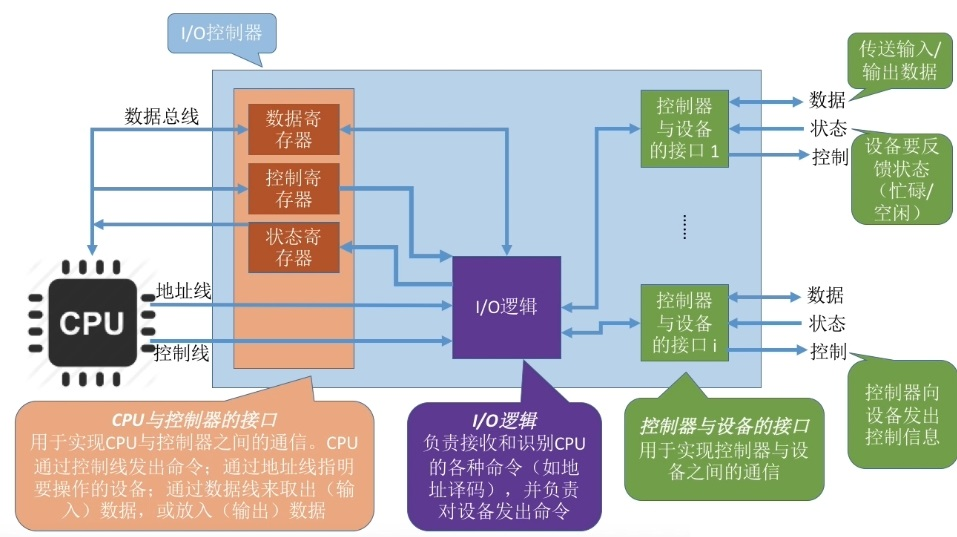 I/O控制器
传送输入/
输出数据
数据总线
数据寄
存器
控制器
与设备
的接口 1
数据
状态
控制
设备要反
馈状态
（忙碌/
空闲）
控制寄
存器
状态寄
存器
......
CPU
地址线
控制线
I/O逻辑
控制器
与设备
的接口 i
数据
状态
控制
CPU与控制器的接口
用于实现CPU与控制器之间的通信。CPU
通过控制线发出命令；通过地址线指明
要操作的设备；通过数据线来取出（输
入）数据，或放入（输出）数据
I/O逻辑
负责接收和识别CPU
的各种命令（如地
址译码），并负责
对设备发出命令
控制器与设备的接口
用于实现控制器与设
备之间的通信
控制器向
设备发出
控制信息